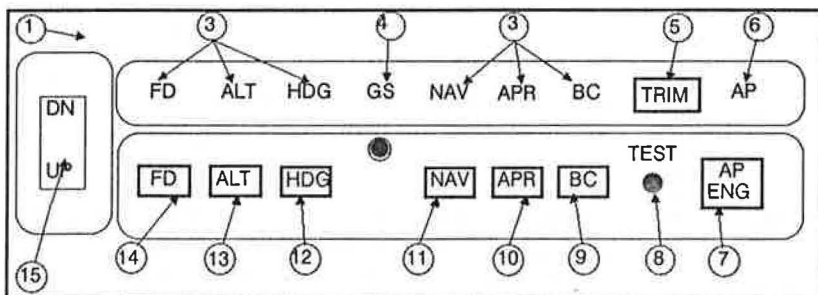 1 3 4 3 5 6
FD ALT HDG GS NAV APR BC TRIM AP
DN
UP
TEST
FD ALT HDG NAV APR BC AP ENG
15 14 13 12 11 10 9 8 7